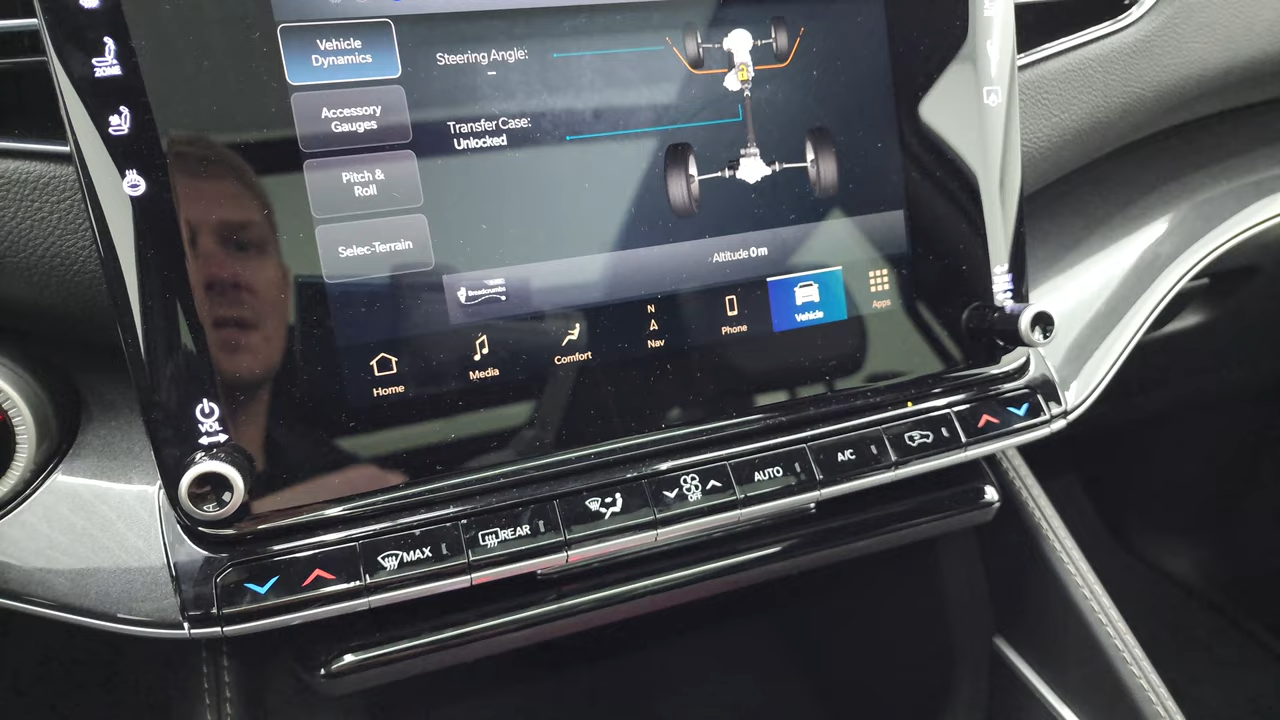 Vehicle
Dynamics
Steering Angle:
–
ZONE
Accessory
Gauges
Transfer Case:
Unlocked
Pitch &
Roll
Selec-Terrain
Altitude 0 m
Breadcrumbs
Home
Media
Comfort
N
Nav
Phone
Vehicle
Apps
VOL
MAX
REAR
OFF
AUTO
A/C